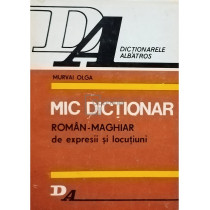 DA
DICȚIONARELE
ALBATROS
MURVAI OLGA
MIC DICȚIONAR
ROMÂN-MAGHIAR
de expresii și locuțiuni
DA